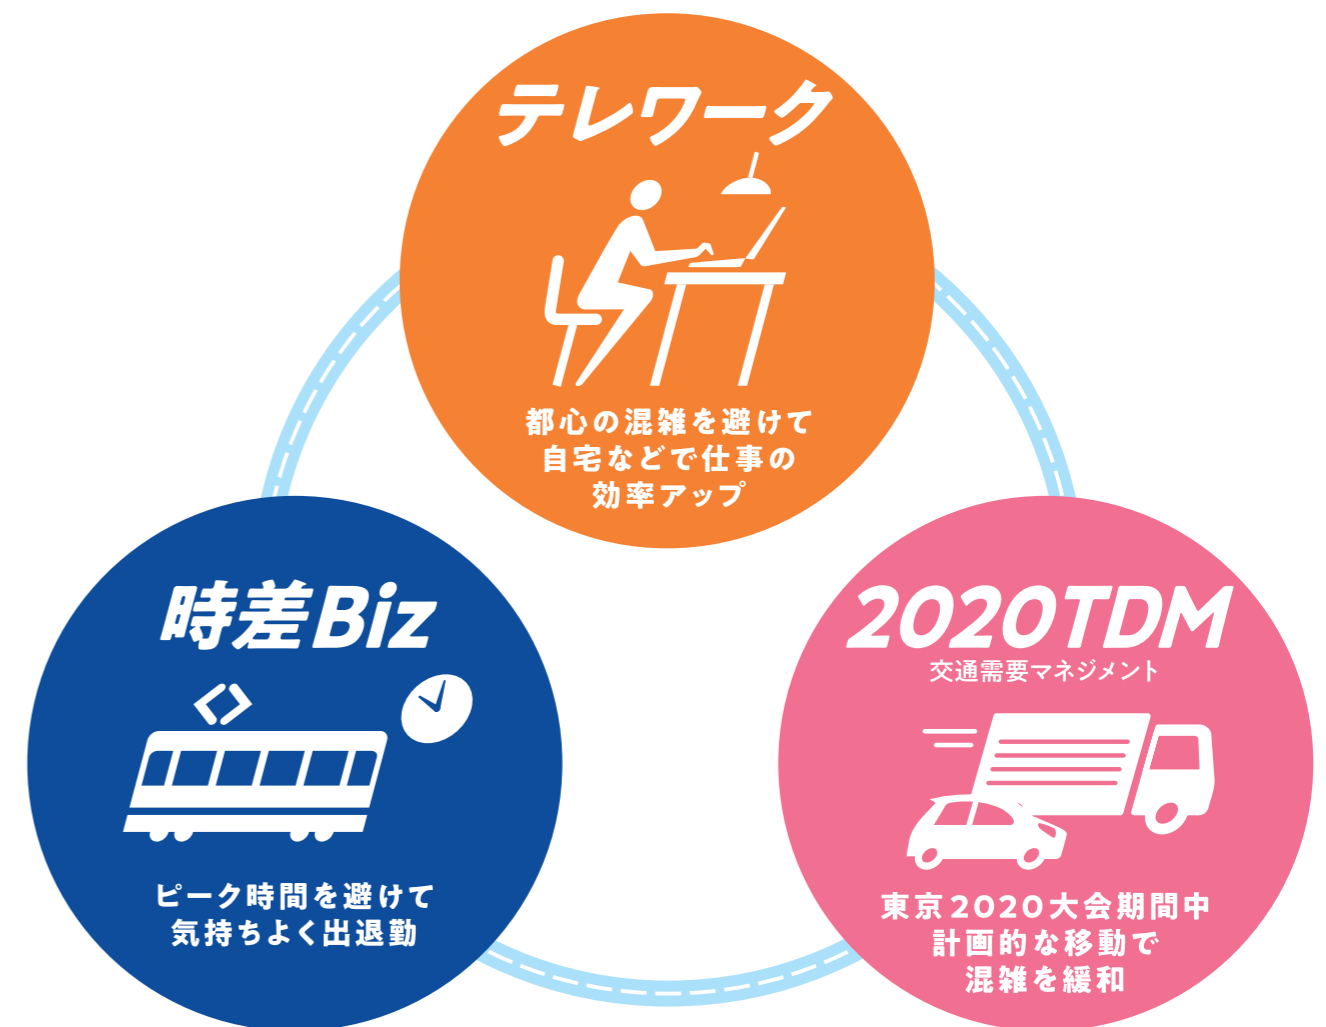 テレワーク
都心の混雑を避けて
自宅などで仕事の
効率アップ
時差Biz
ピーク時間を避けて
気持ちよく出退勤
2020TDM
交通需要マネジメント
東京2020大会期間中
計画的な移動で
混雑を緩和